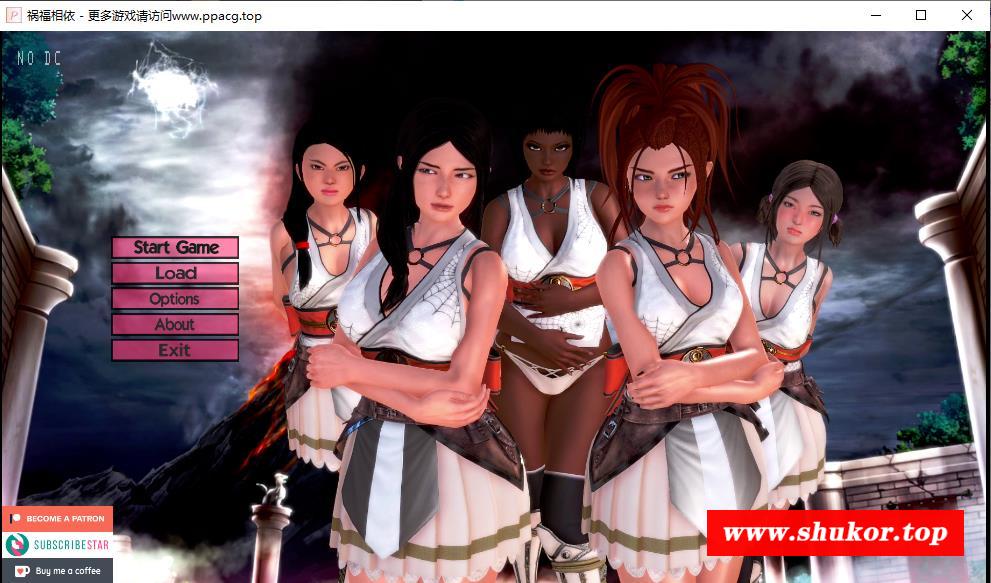 祸福相依 - 更多游戏请访问www.ppacg.top
NO DC
Start Game
Load
Options
About
Exit
BECOME A PATRON
SUBSCRIBESTAR
Buy me a coffee
www.shukor.top